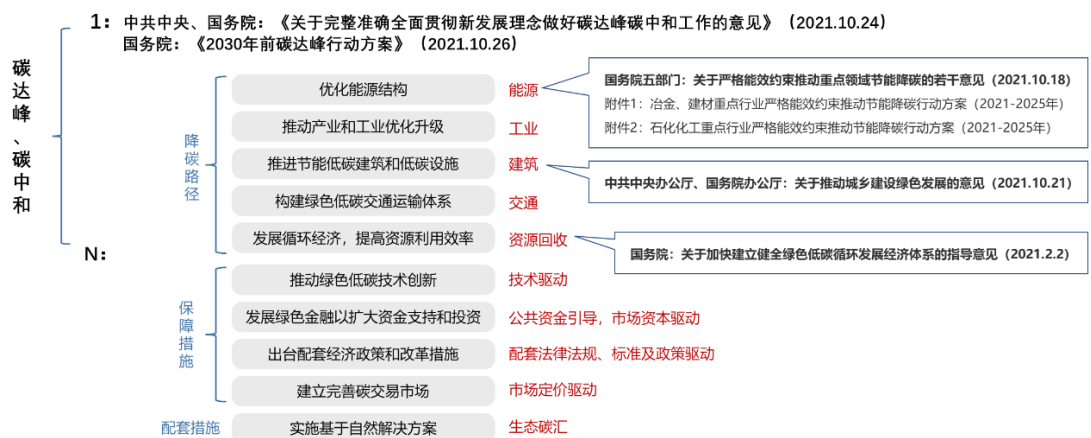 碳达峰、碳中和
1：中共中央、国务院：《关于完整准确全面贯彻新发展理念做好碳达峰碳中和工作的意见》（2021.10.24）
国务院：《2030年前碳达峰行动方案》（2021.10.26）
N：
降碳路径
优化能源结构 能源
推动产业和工业优化升级 工业
推进节能低碳建筑和低碳设施 建筑
构建绿色低碳交通运输体系 交通
发展循环经济，提高资源利用效率 资源回收
国务院五部门：关于严格能效约束推动重点领域节能降碳的若干意见（2021.10.18）
附件1：冶金、建材重点行业严格能效约束推动节能降碳行动方案（2021-2025年）
附件2：石化化工重点行业严格能效约束推动节能降碳行动方案（2021-2025年）
中共中央办公厅、国务院办公厅：关于推动城乡建设绿色发展的意见（2021.10.21）
国务院：关于加快建立健全绿色低碳循环发展经济体系的指导意见（2021.2.2）
保障措施
推动绿色低碳技术创新 技术驱动
发展绿色金融以扩大资金支持和投资 公共资金引导，市场资本驱动
出台配套经济政策和改革措施 配套法律法规、标准及政策驱动
建立完善碳交易市场 市场定价驱动
配套措施 实施基于自然解决方案 生态碳汇